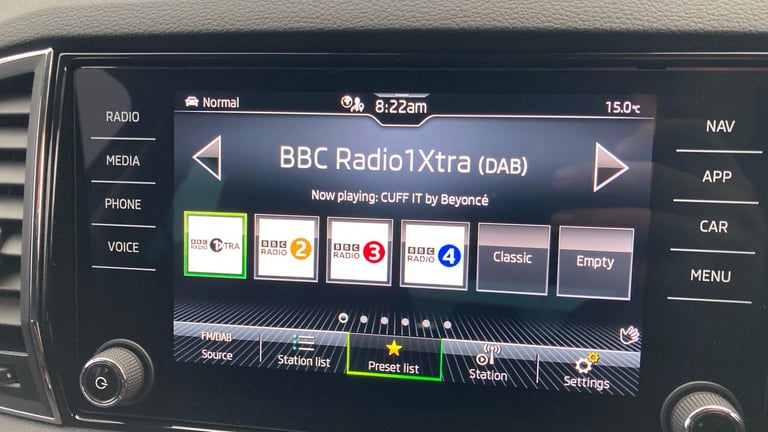 Normal
8:22am
15.0°C
RADIO
MEDIA
PHONE
VOICE
BBC Radio1Xtra (DAB)
Now playing: CUFF IT by Beyoncé
BBC RADIO 1XTRA
BBC RADIO 2
BBC RADIO 3
BBC RADIO 4
Classic
Empty
FM/DAB
Source
Station list
Preset list
Station
Settings
NAV
APP
CAR
MENU